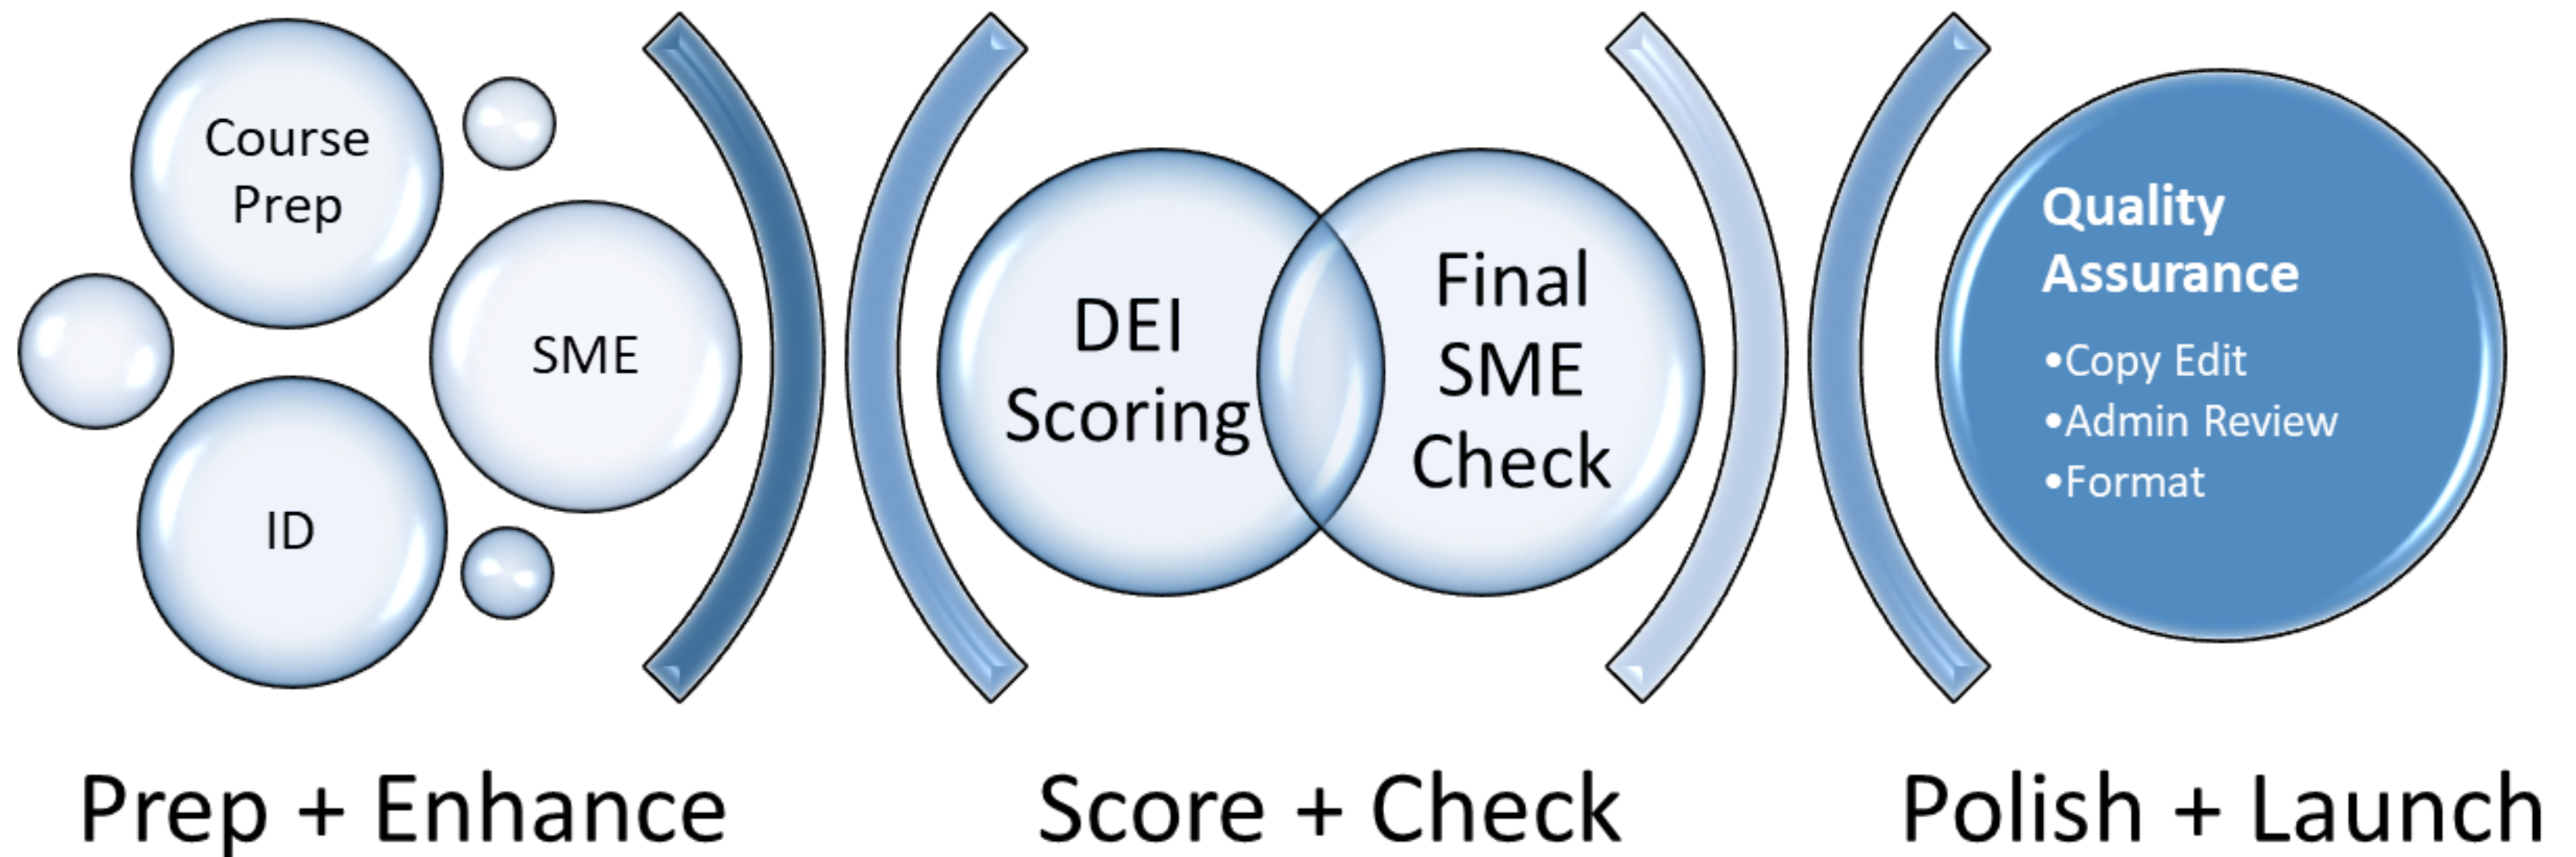 Course
Prep
SME
ID
Prep + Enhance
DEI
Scoring
Final
SME
Check
Score + Check
Quality
Assurance
•Copy Edit
•Admin Review
•Format
Polish + Launch